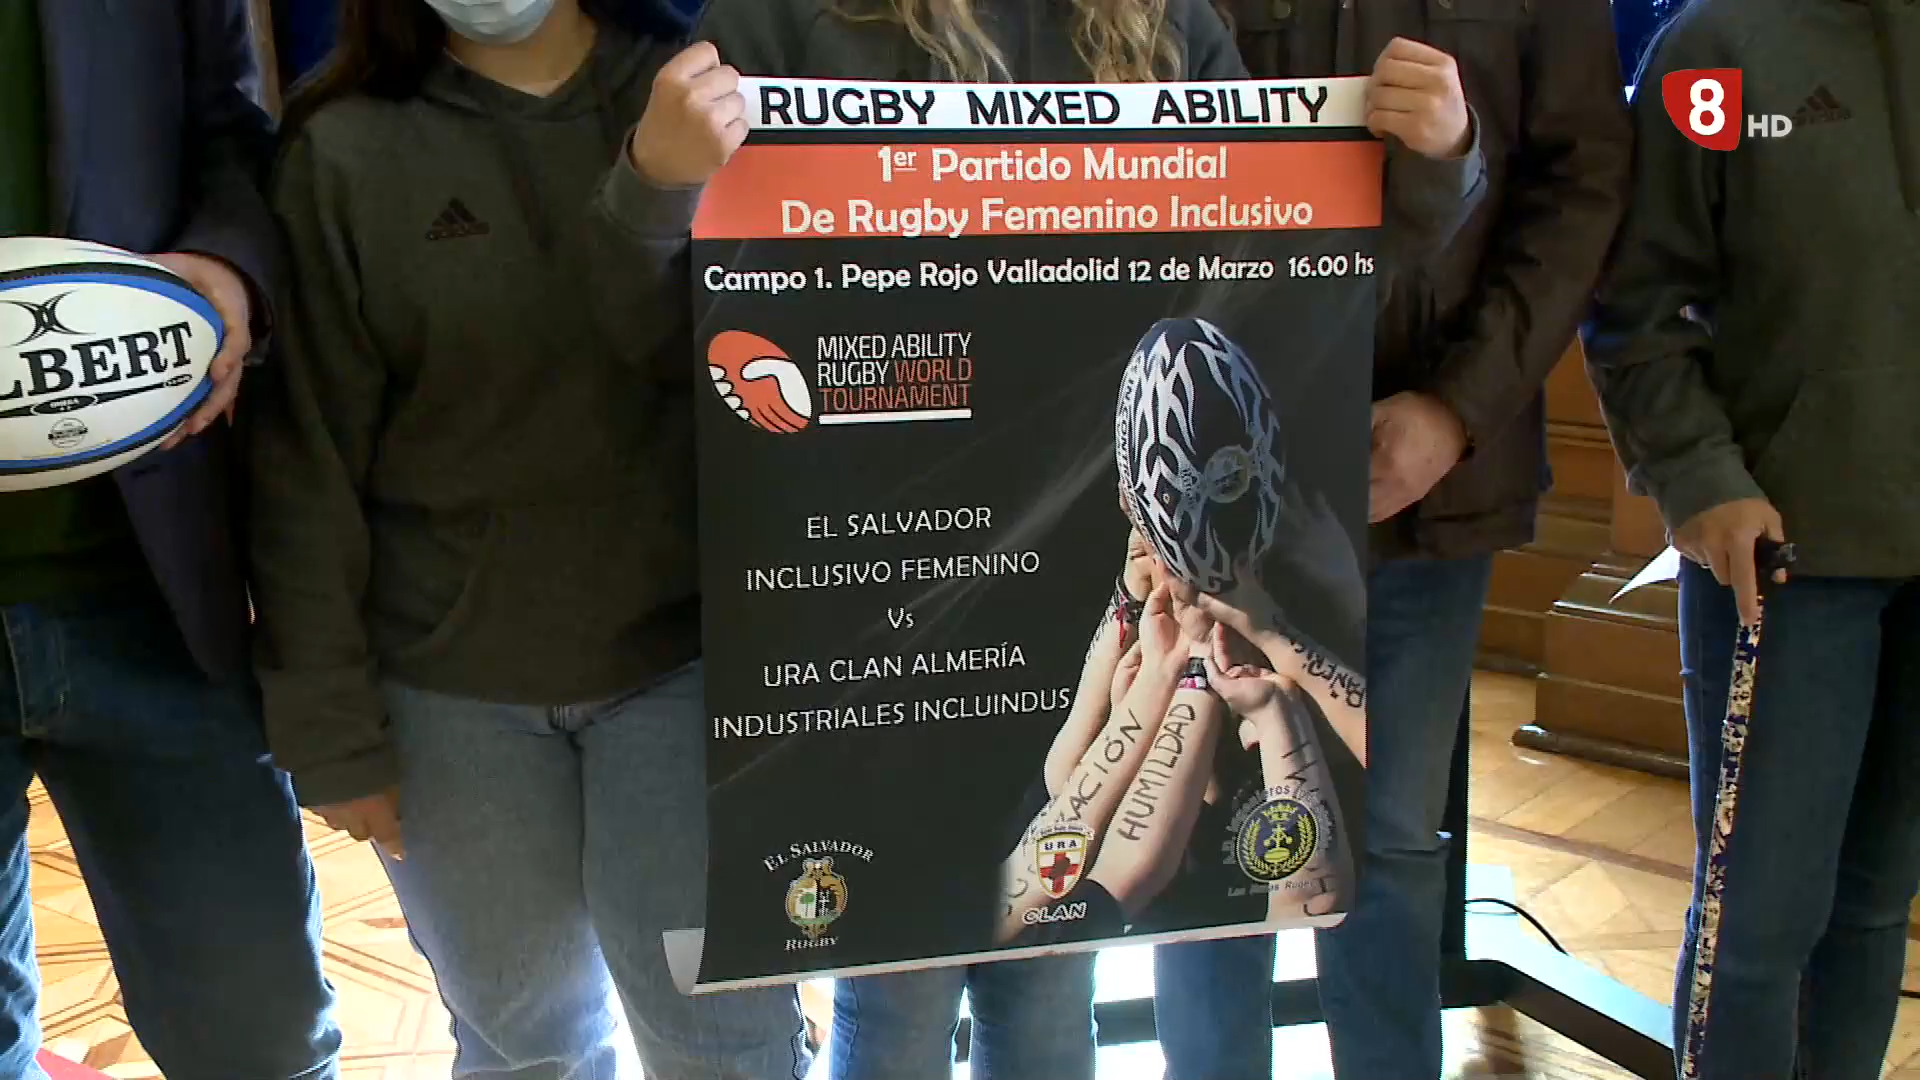 RUGBY MIXED ABILITY
1er Partido Mundial
De Rugby Femenino Inclusivo
Campo 1. Pepe Rojo Valladolid 12 de Marzo 16.00 hs
MIXED ABILITY
RUGBY WORLD
TOURNAMENT
EL SALVADOR
INCLUSIVO FEMENINO
Vs
URA CLAN ALMERÍA
INDUSTRIALES INCLUINDUS
HUMILDAD
EL SALVADOR
RUGBY
URA
CLAN
LBERT
OMEGA
adidas
8 HD